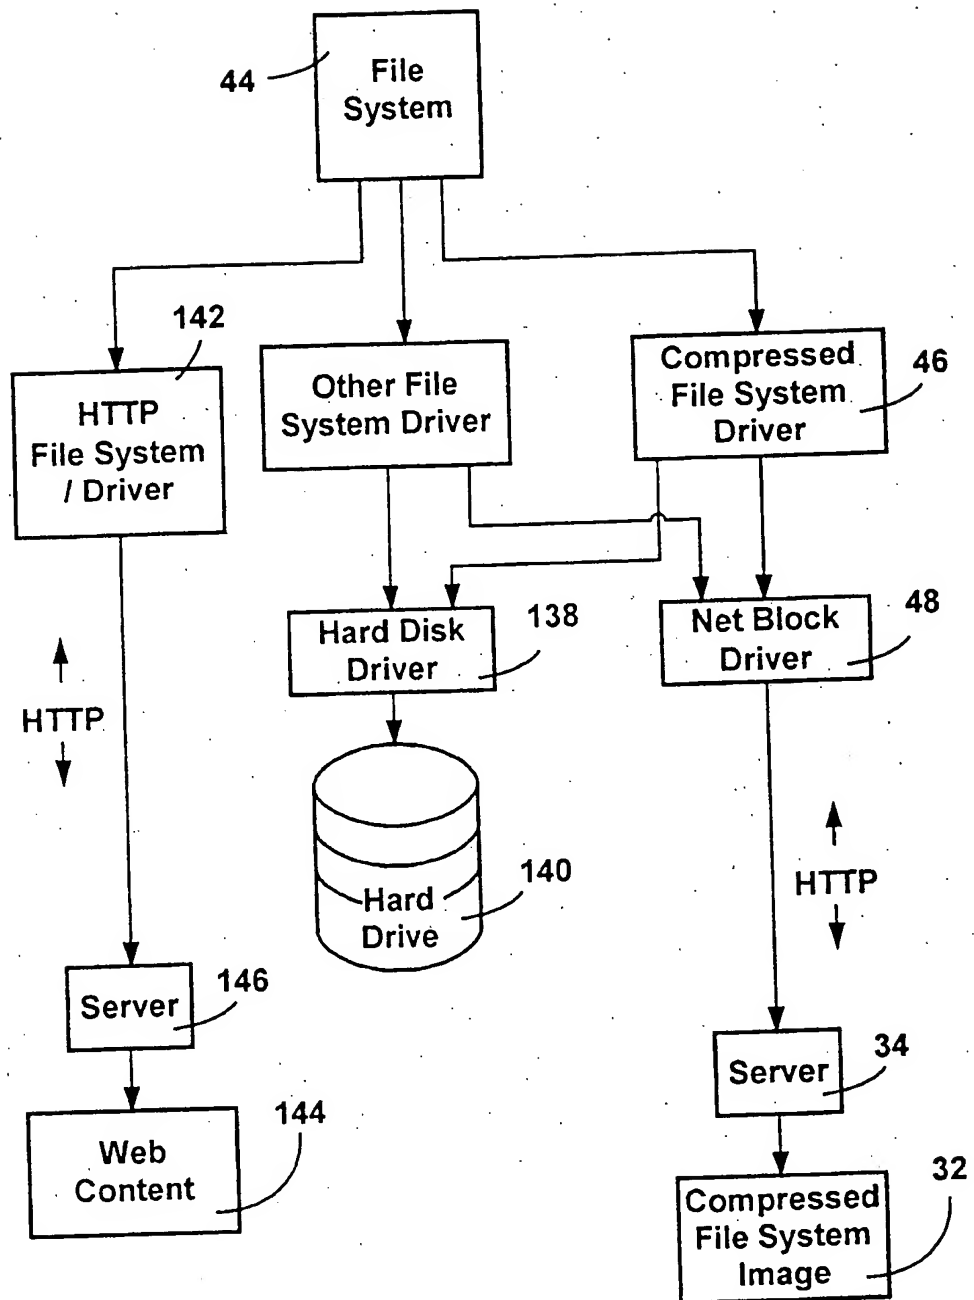 44
File
System
142
HTTP
File System
/ Driver
Other File
System Driver
Compressed
File System
Driver
46
HTTP
Hard Disk
Driver
138
Net Block
Driver
48
Hard
Drive
140
HTTP
Server
146
Server
34
Web
Content
144
Compressed
File System
Image
32